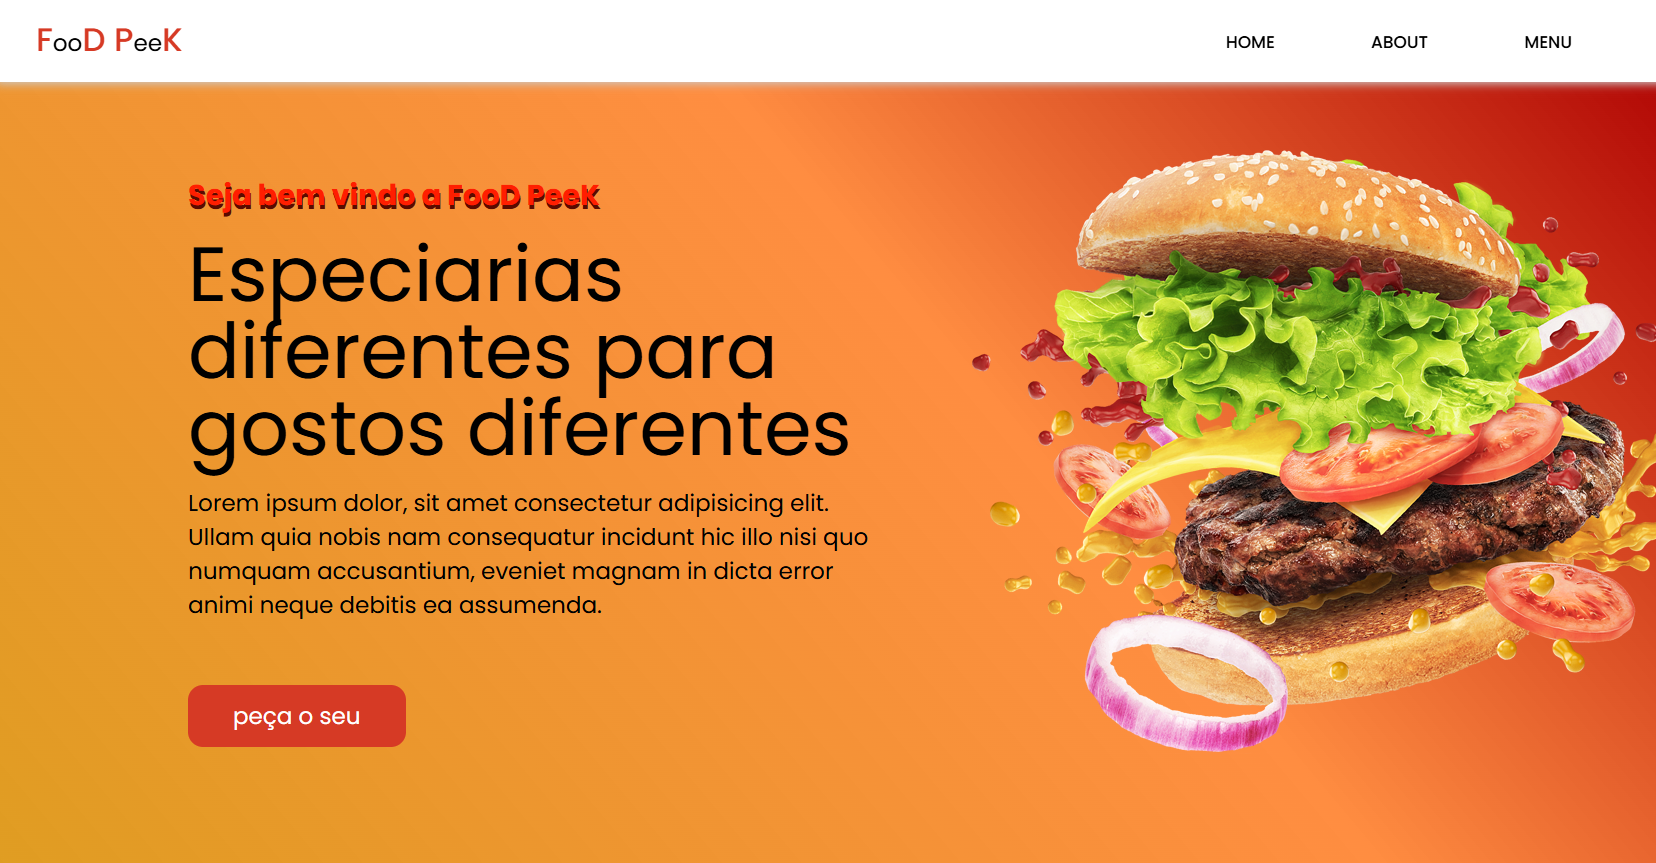 FooD PeeK
HOME ABOUT MENU
Seja bem vindo a FooD PeeK
Especiarias
diferentes para
gostos diferentes
Lorem ipsum dolor, sit amet consectetur adipisicing elit.
Ullam quia nobis nam consequatur incidunt hic illo nisi quo
numquam accusantium, eveniet magnam in dicta error
animi neque debitis ea assumenda.
peça o seu